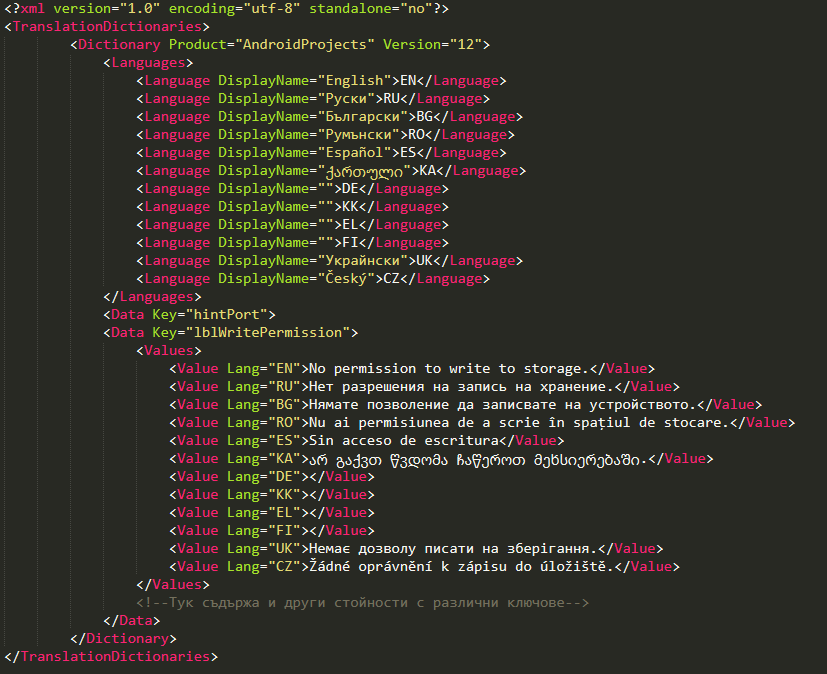 <?xml version="1.0" encoding="utf-8" standalone="no"?>
<TranslationDictionaries>
<Dictionary Product="AndroidProjects" Version="12">
<Languages>
<Language DisplayName="English">EN</Language>
<Language DisplayName="Руски">RU</Language>
<Language DisplayName="Български">BG</Language>
<Language DisplayName="Румънски">RO</Language>
<Language DisplayName="Español">ES</Language>
<Language DisplayName="ქართული">KA</Language>
<Language DisplayName="">DE</Language>
<Language DisplayName="">KK</Language>
<Language DisplayName="">EL</Language>
<Language DisplayName="">FI</Language>
<Language DisplayName="Украйнски">UK</Language>
<Language DisplayName="Český">CZ</Language>
</Languages>
<Data Key="hintPort">
<Data Key="lblWritePermission">
<Values>
<Value Lang="EN">No permission to write to storage.</Value>
<Value Lang="RU">Нет разрешения на запись на хранение.</Value>
<Value Lang="BG">Нямате позволение да записвате на устройството.</Value>
<Value Lang="RO">Nu ai permisiunea de a scrie în spațiul de stocare.</Value>
<Value Lang="ES">Sin acceso de escritura</Value>
<Value Lang="KA">არ გაქვთ წვდომა ჩაწეროთ მეხსიერებაში.</Value>
<Value Lang="DE"></Value>
<Value Lang="KK"></Value>
<Value Lang="EL"></Value>
<Value Lang="FI"></Value>
<Value Lang="UK">Немає дозволу писати на зберігання.</Value>
<Value Lang="CZ">Žádné oprávnění k zápisu do úložiště.</Value>
</Values>
<!--Тук съдържа и други стойности с различни ключове-->
</Data>
</Dictionary>
</TranslationDictionaries>